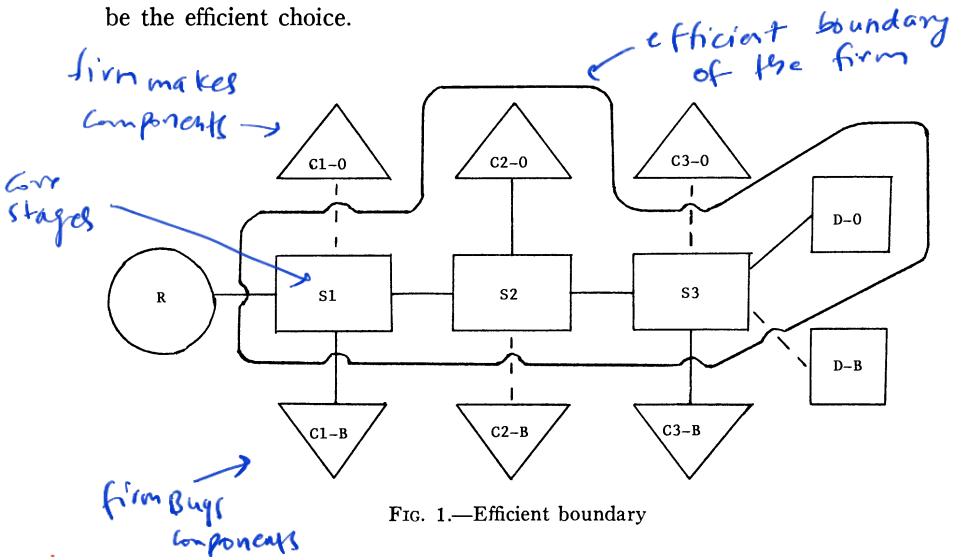 be the efficient choice.
efficient boundary
of the firm
firm makes
components
C1-O
C2-O
C3-O
core
stages
D-O
R
S1
S2
S3
D-B
C1-B
C2-B
C3-B
firm Buys
components
FIG. 1.—Efficient boundary